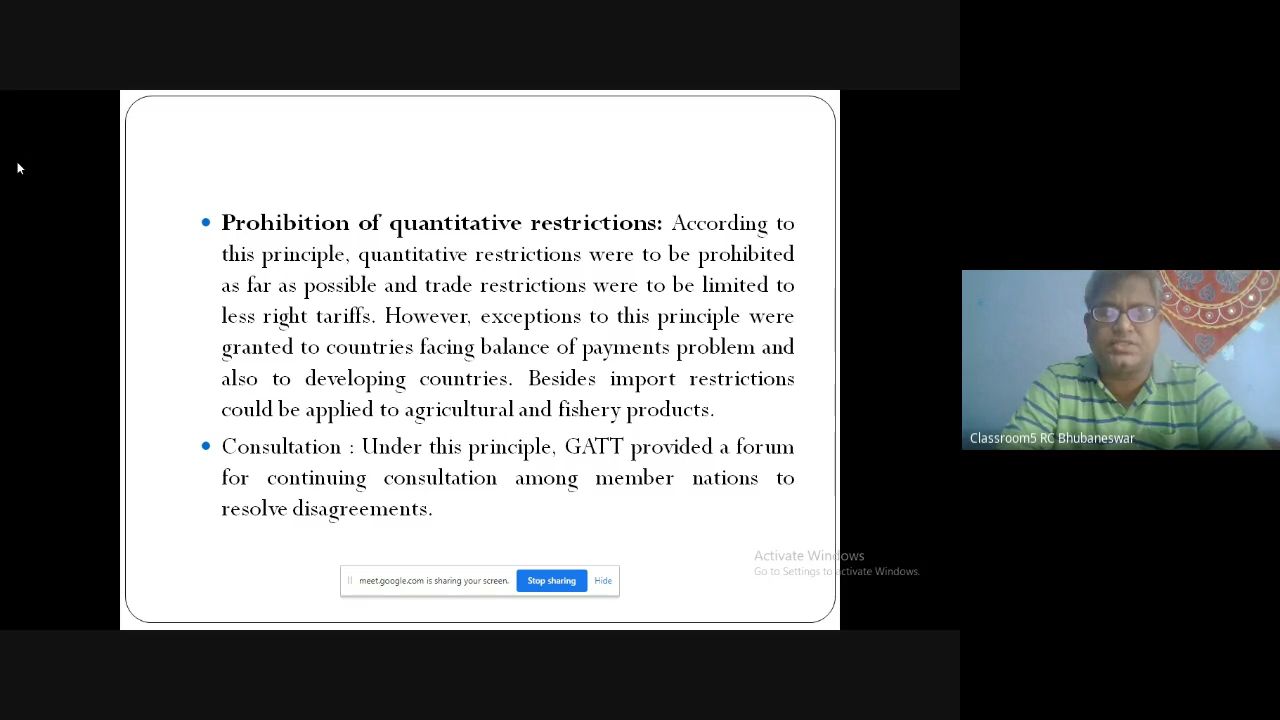 Prohibition of quantitative restrictions: According to
this principle, quantitative restrictions were to be prohibited
as far as possible and trade restrictions were to be limited to
less right tariffs. However, exceptions to this principle were
granted to countries facing balance of payments problem and
also to developing countries. Besides import restrictions
could be applied to agricultural and fishery products.
Consultation : Under this principle, GATT provided a forum
for continuing consultation among member nations to
resolve disagreements.
meet.google.com is sharing your screen. Stop sharing Hide
Activate Windows
Go to Settings to activate Windows.
Classroom5 RC Bhubaneswar